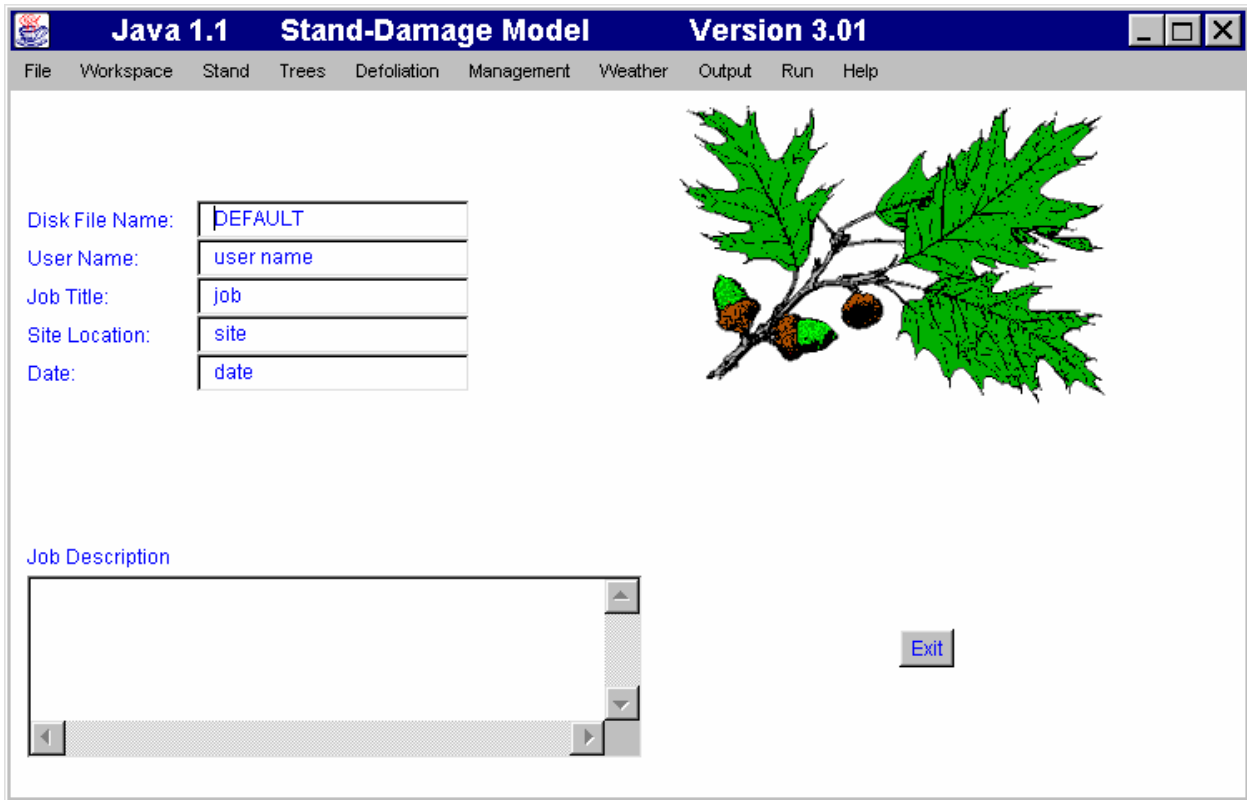 Java 1.1 Stand-Damage Model Version 3.01
File Workspace Stand Trees Defoliation Management Weather Output Run Help
Disk File Name: DEFAULT
User Name: user name
Job Title: job
Site Location: site
Date: date
Job Description
Exit